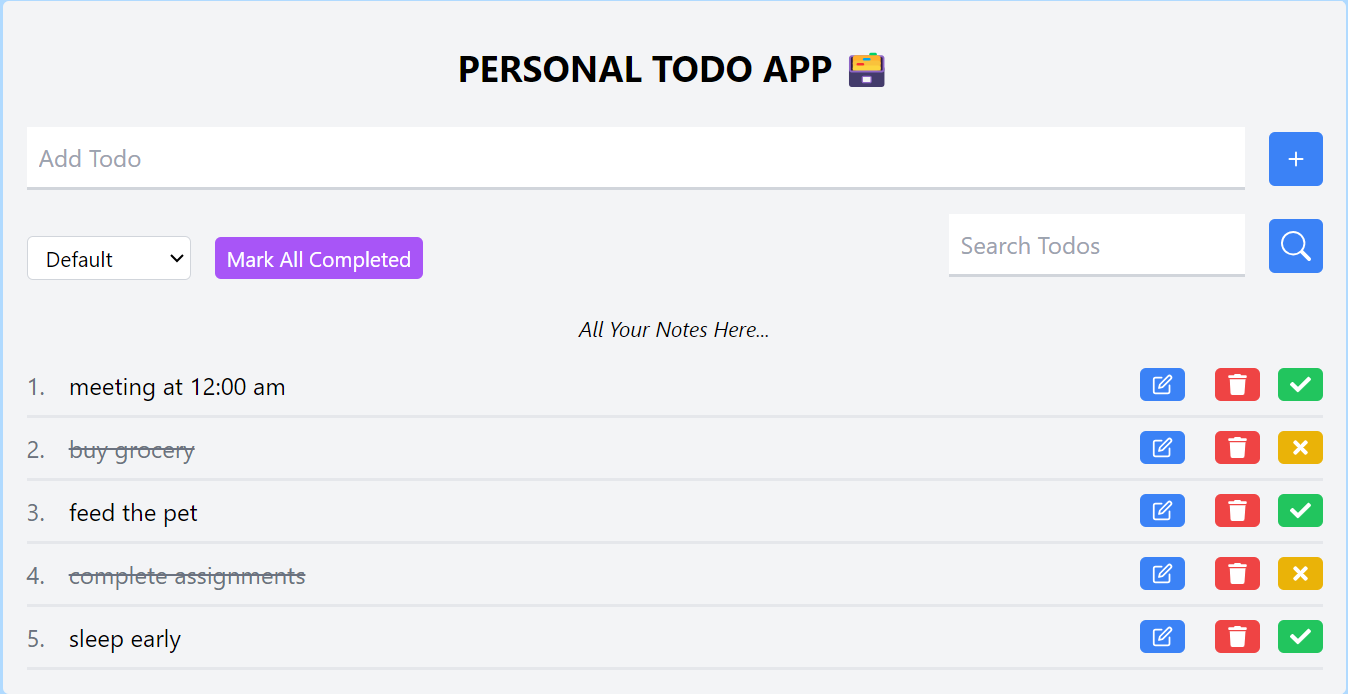 PERSONAL TODO APP
Add Todo
+
Default
Mark All Completed
Search Todos
All Your Notes Here...
1. meeting at 12:00 am
2. buy grocery
3. feed the pet
4. complete assignments
5. sleep early